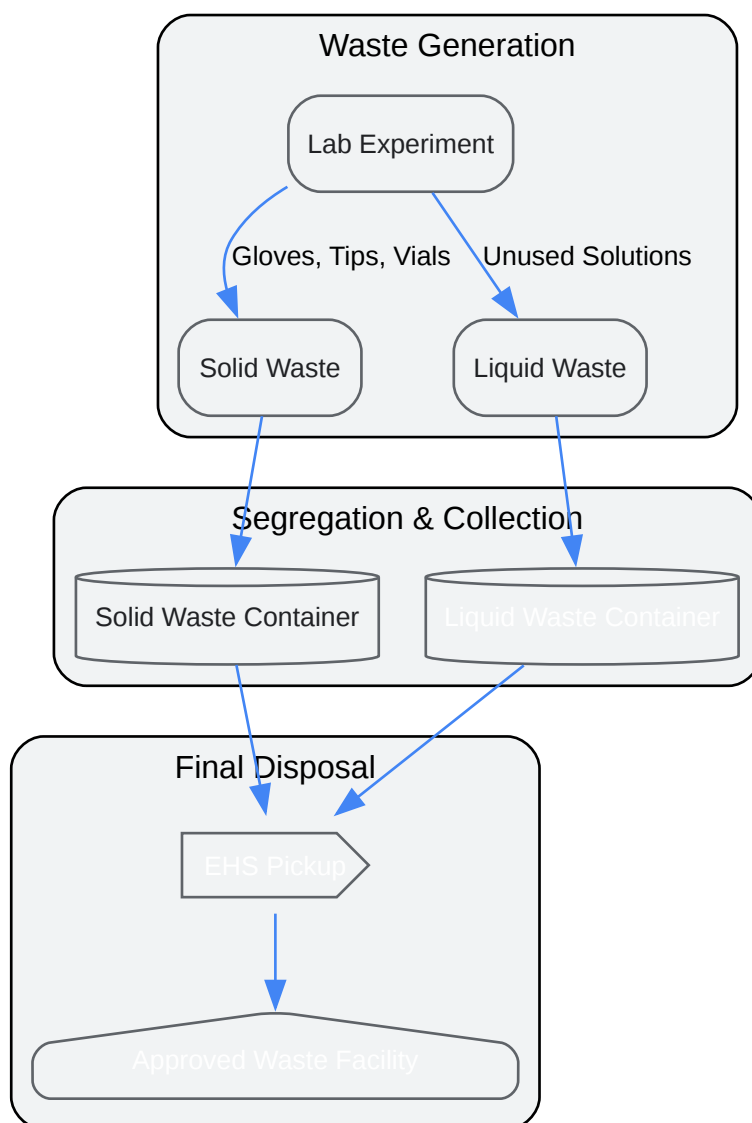 Waste Generation
Lab Experiment
Gloves, Tips, Vials
Unused Solutions
Solid Waste
Liquid Waste
Segregation & Collection
Solid Waste Container
Liquid Waste Container
Final Disposal
EHS Pickup
Approved Waste Facility